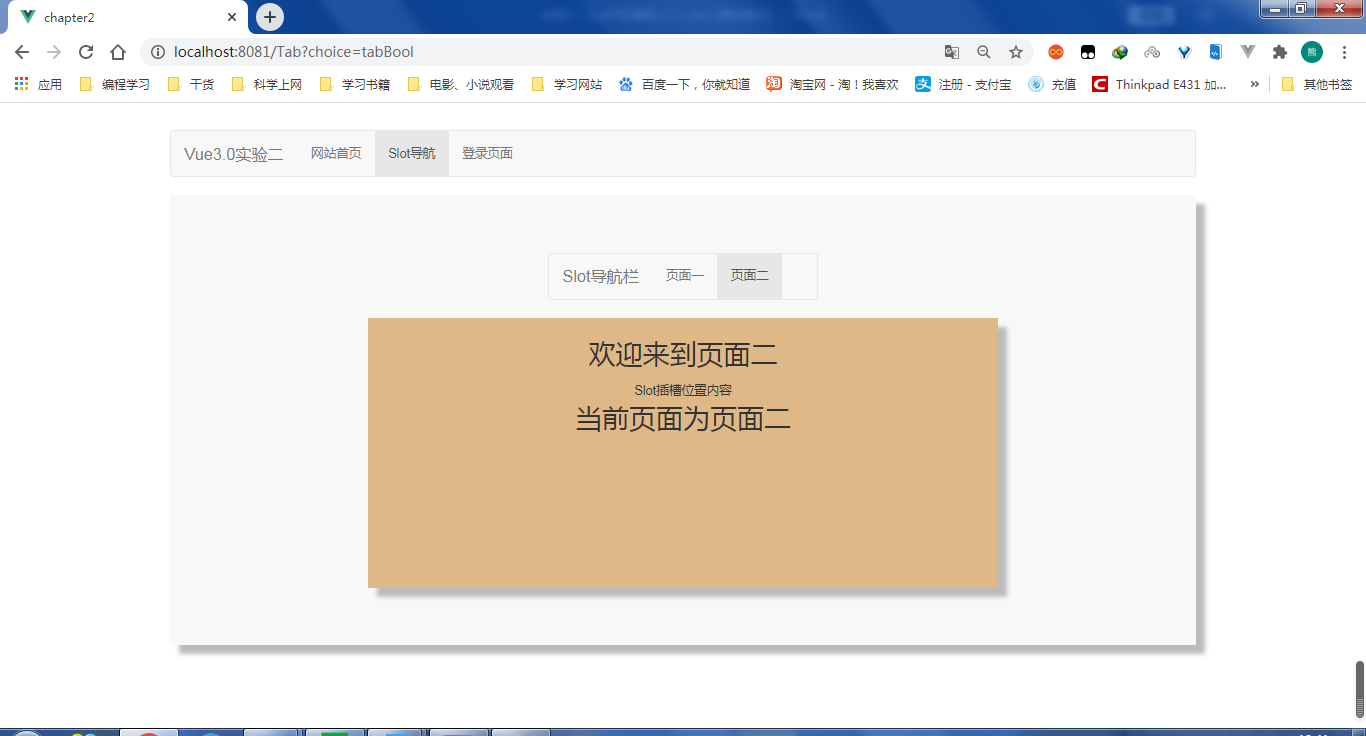 chapter2
localhost:8081/Tab?choice=tabBool
熊
应用 编程学习 干货 科学上网 学习书籍 电影、小说观看 学习网站 百度一下，你就知道 淘宝网 - 淘！我喜欢 注册 - 支付宝 充值 Thinkpad E431 加... » 其他书签
Vue3.0实验二 网站首页 Slot导航 登录页面
Slot导航栏 页面一 页面二
欢迎来到页面二
Slot插槽位置内容
当前页面为页面二